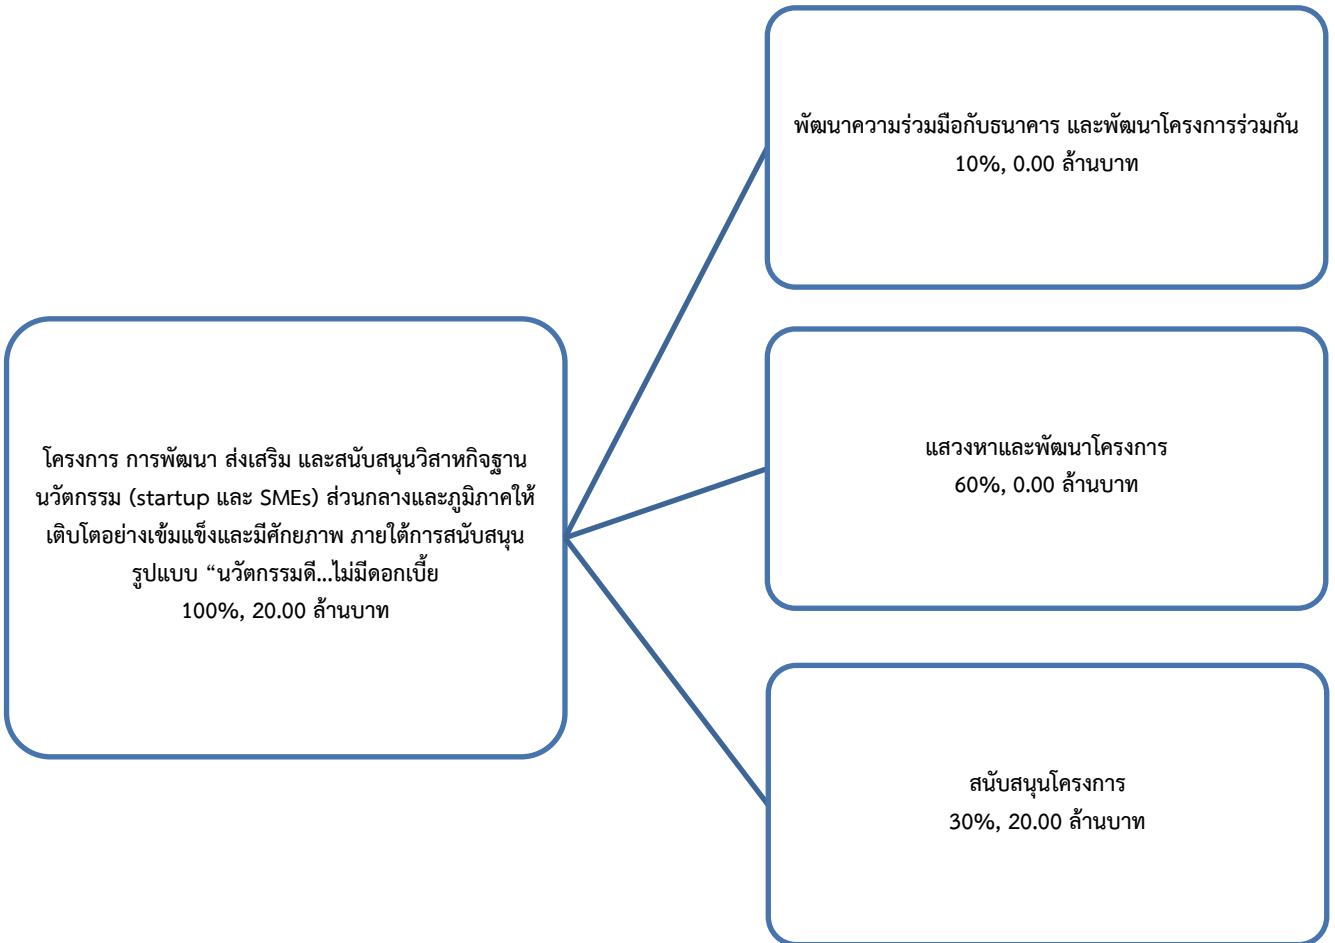 พัฒนาความร่วมมือกับธนาคาร และพัฒนาโครงการร่วมกัน
10%, 0.00 ล้านบาท
โครงการ การพัฒนา ส่งเสริม และสนับสนุนวิสาหกิจฐาน
นวัตกรรม (startup และ SMEs) ส่วนกลางและภูมิภาคให้
เติบโตอย่างเข้มแข็งและมีศักยภาพ ภายใต้การสนับสนุน
รูปแบบ “นวัตกรรมดี...ไม่มีดอกเบี้ย
100%, 20.00 ล้านบาท
แสวงหาและพัฒนาโครงการ
60%, 0.00 ล้านบาท
สนับสนุนโครงการ
30%, 20.00 ล้านบาท